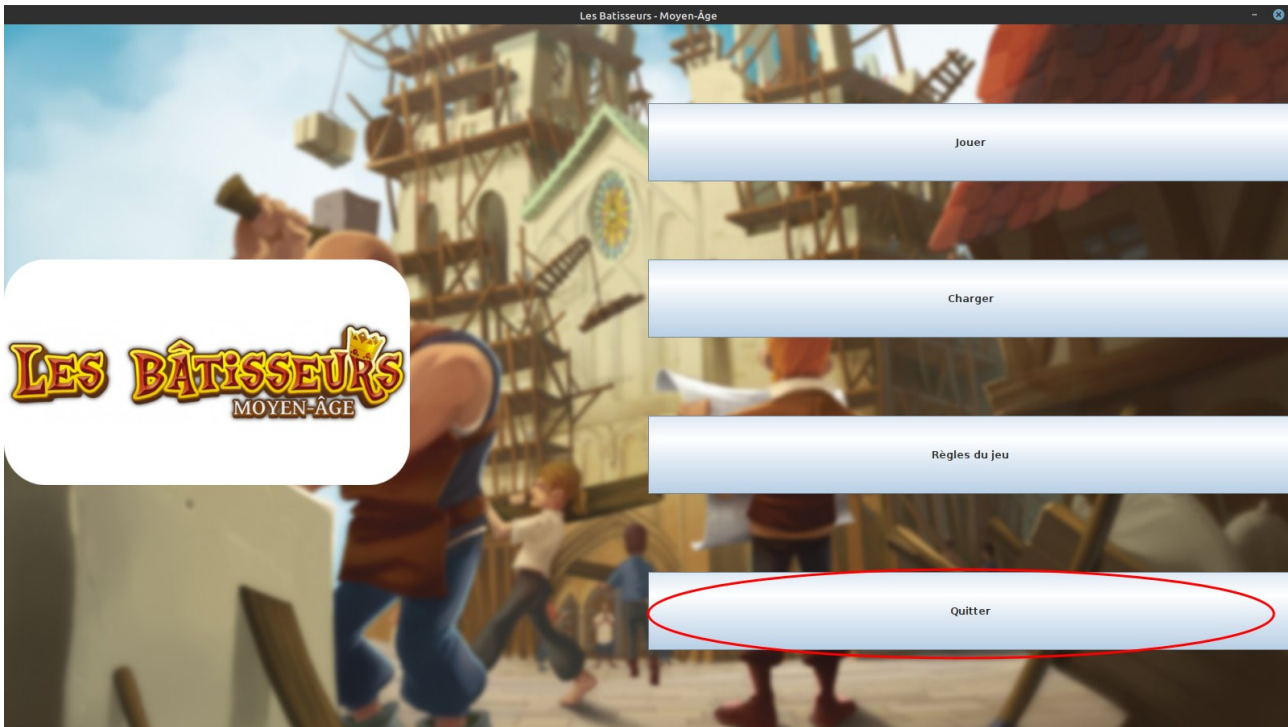 Les Batisseurs - Moyen-Âge
Jouer
Charger
LES BÂTISSEURS
MOYEN-ÂGE
Règles du jeu
Quitter